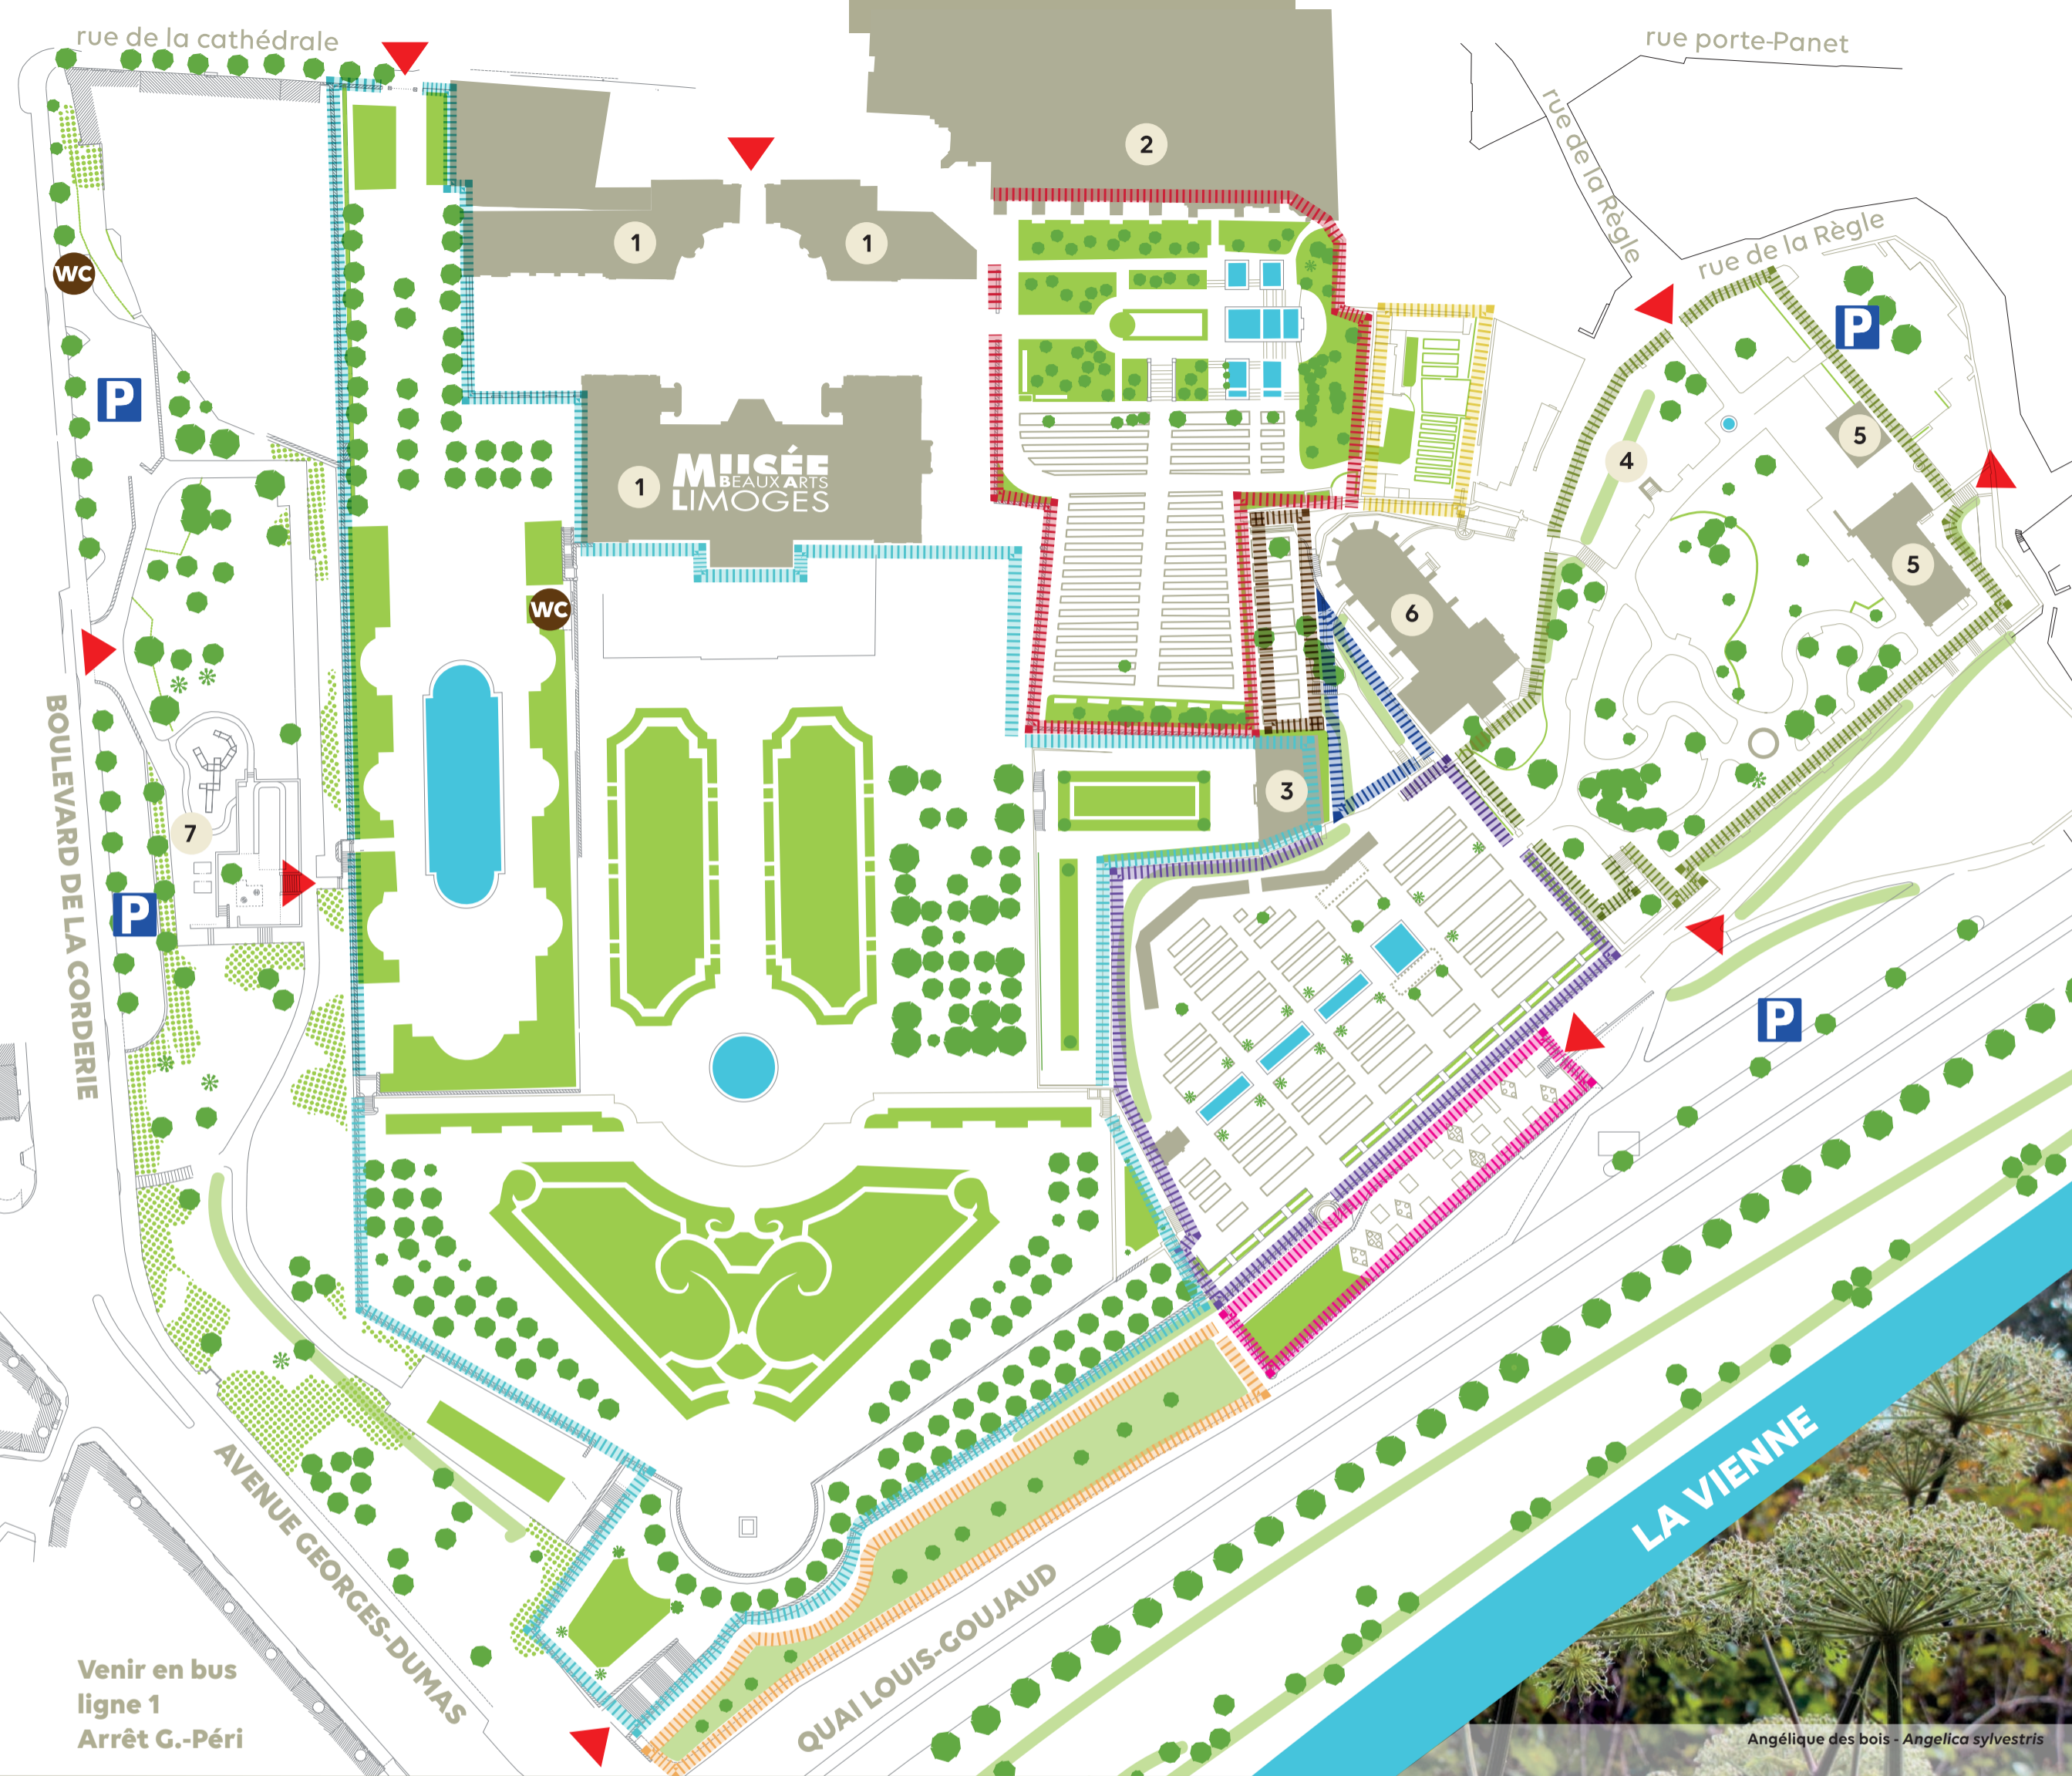 rue de la cathédrale
rue porte-Panet
rue de la Règle
rue de la Règle
2
1
1
WC
P
P
4
5
5
P
1
MUSÉE
BEAUX ARTS
LIMOGES
WC
6
3
7
P
P
BOULEVARD DE LA CORDERIE
AVENUE GEORGES-DUMAS
QUAI LOUIS-GOUJAUD
LA VIENNE
Venir en bus
ligne 1
Arrêt G.-Péri
Angélique des bois - Angelica sylvestris